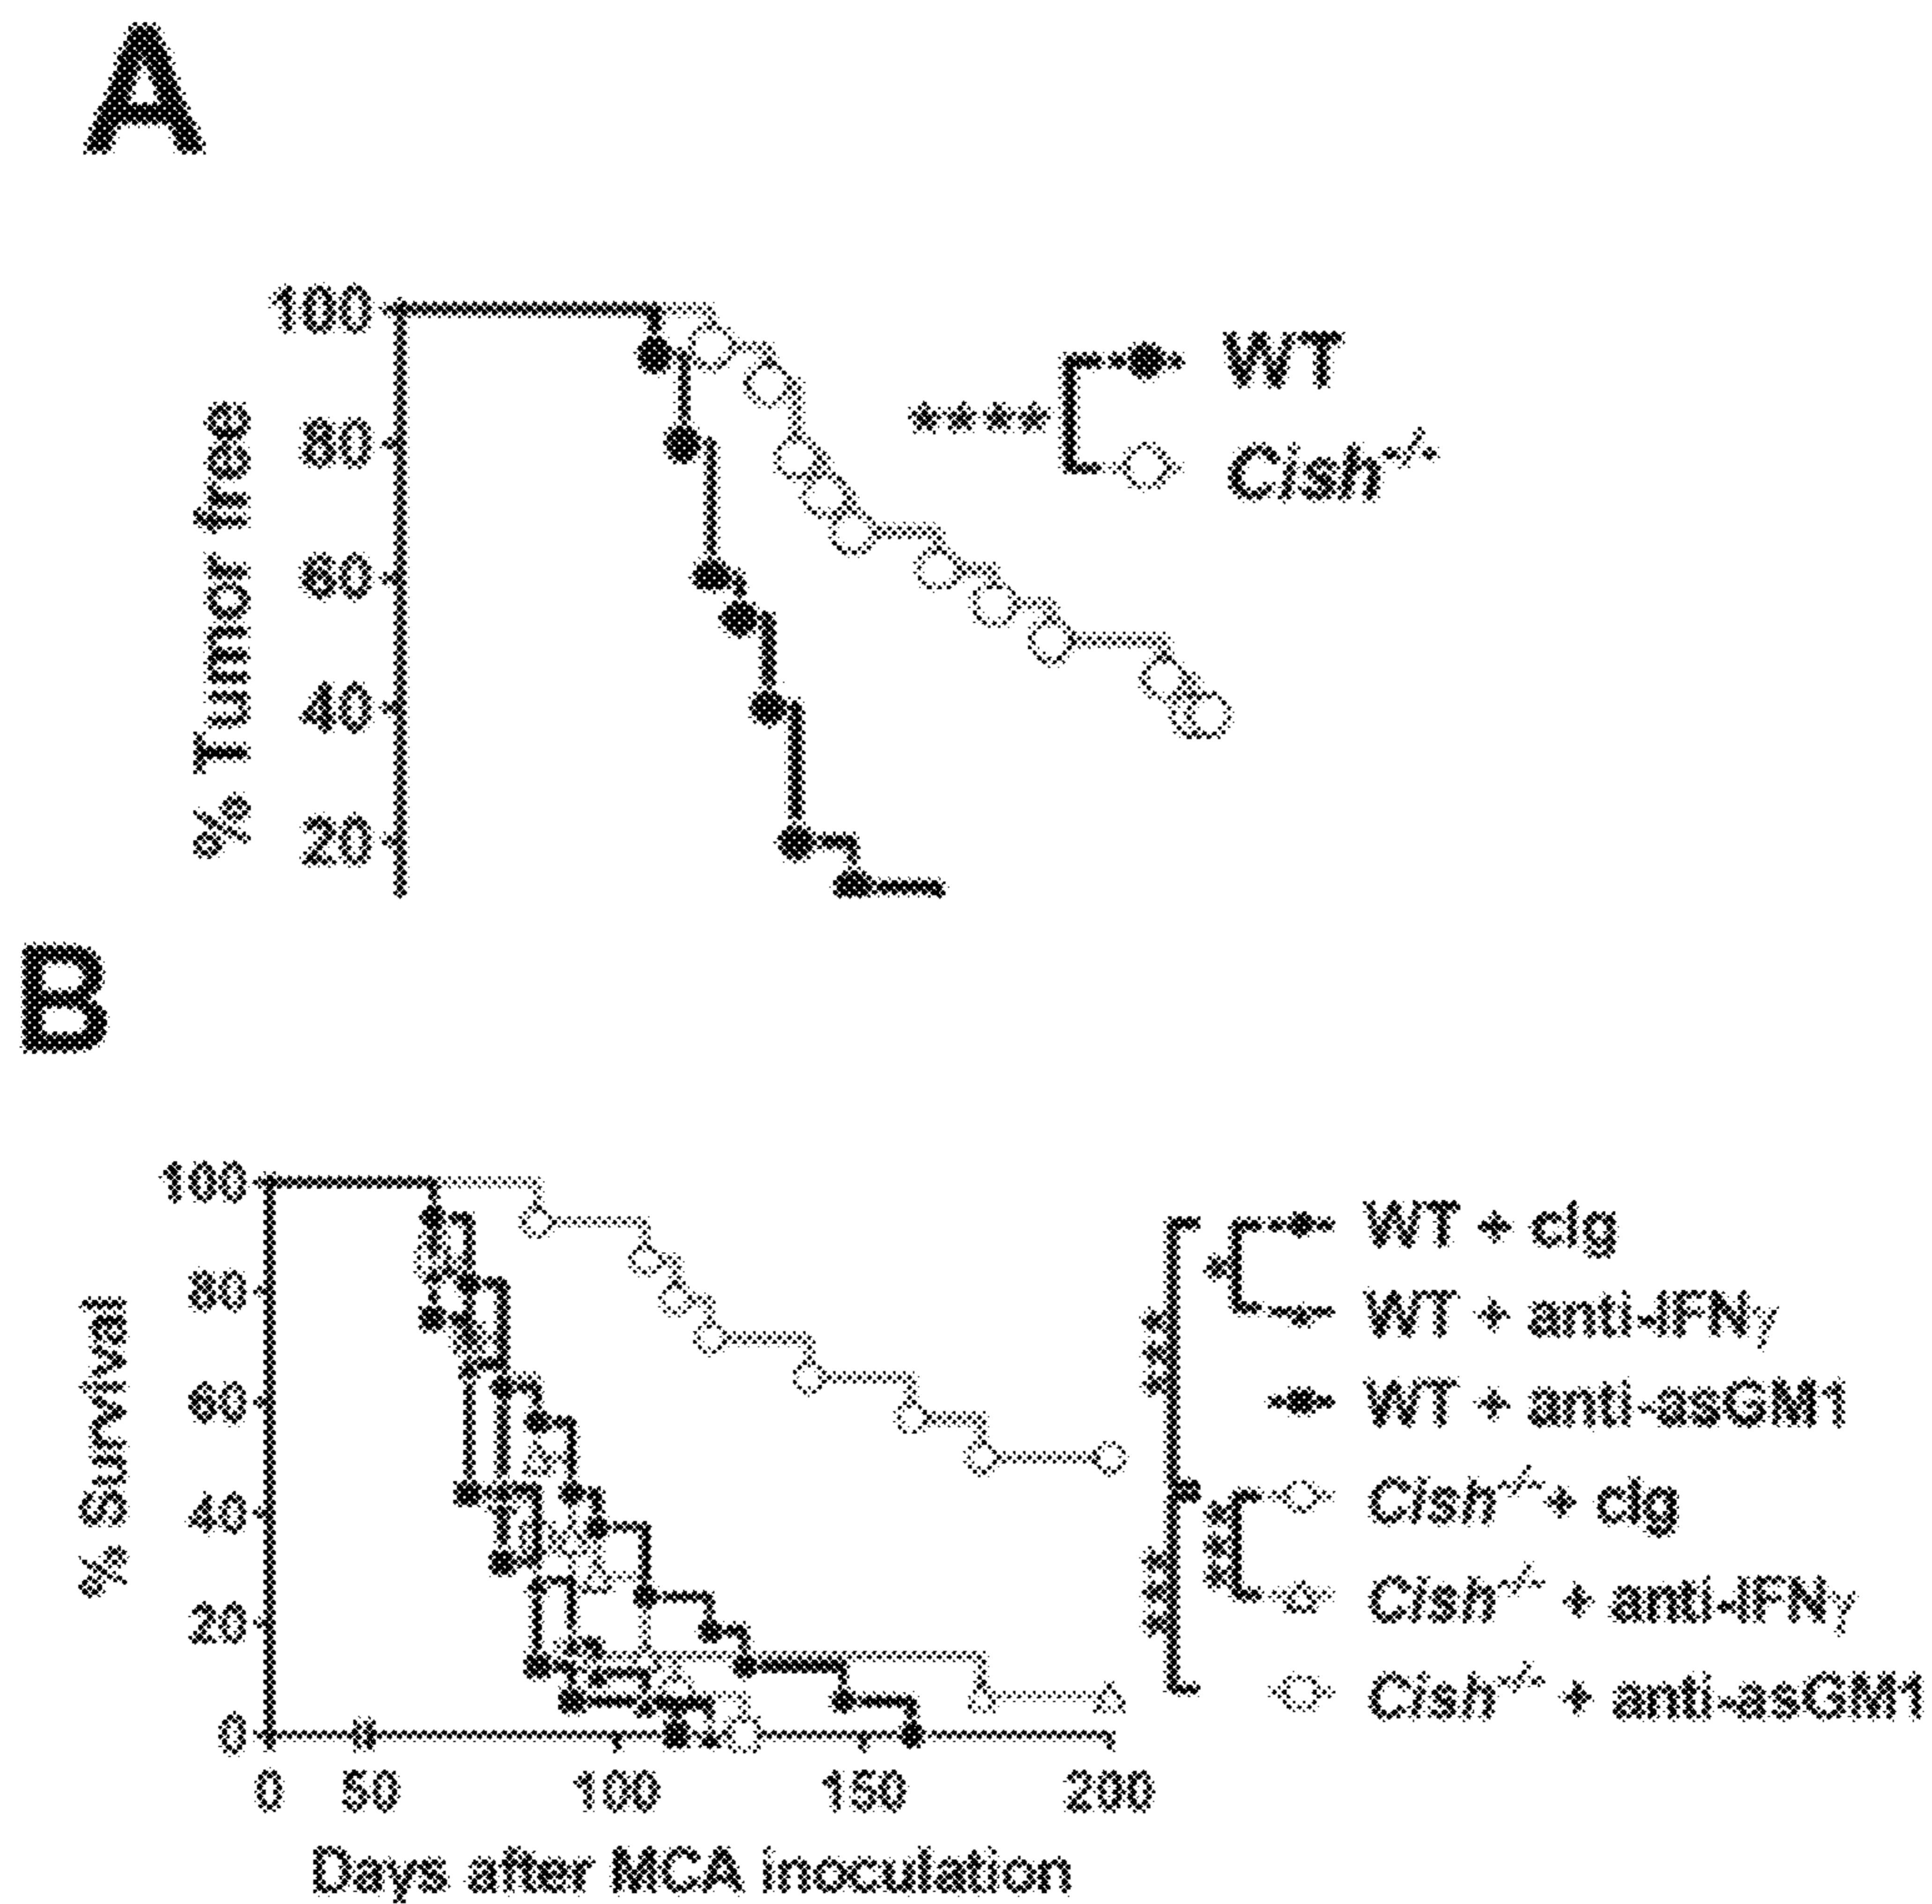 A
100
80
60
40
20
% Tumor free
****
WT
Cish-/-
B
100
80
60
40
20
0
% Survival
0 50 100 150 200
Days after MCA inoculation
*
***
***
***
WT + cIg
WT + anti-IFNγ
WT + anti-asGM1
Cish-/- + cIg
Cish-/- + anti-IFNγ
Cish-/- + anti-asGM1